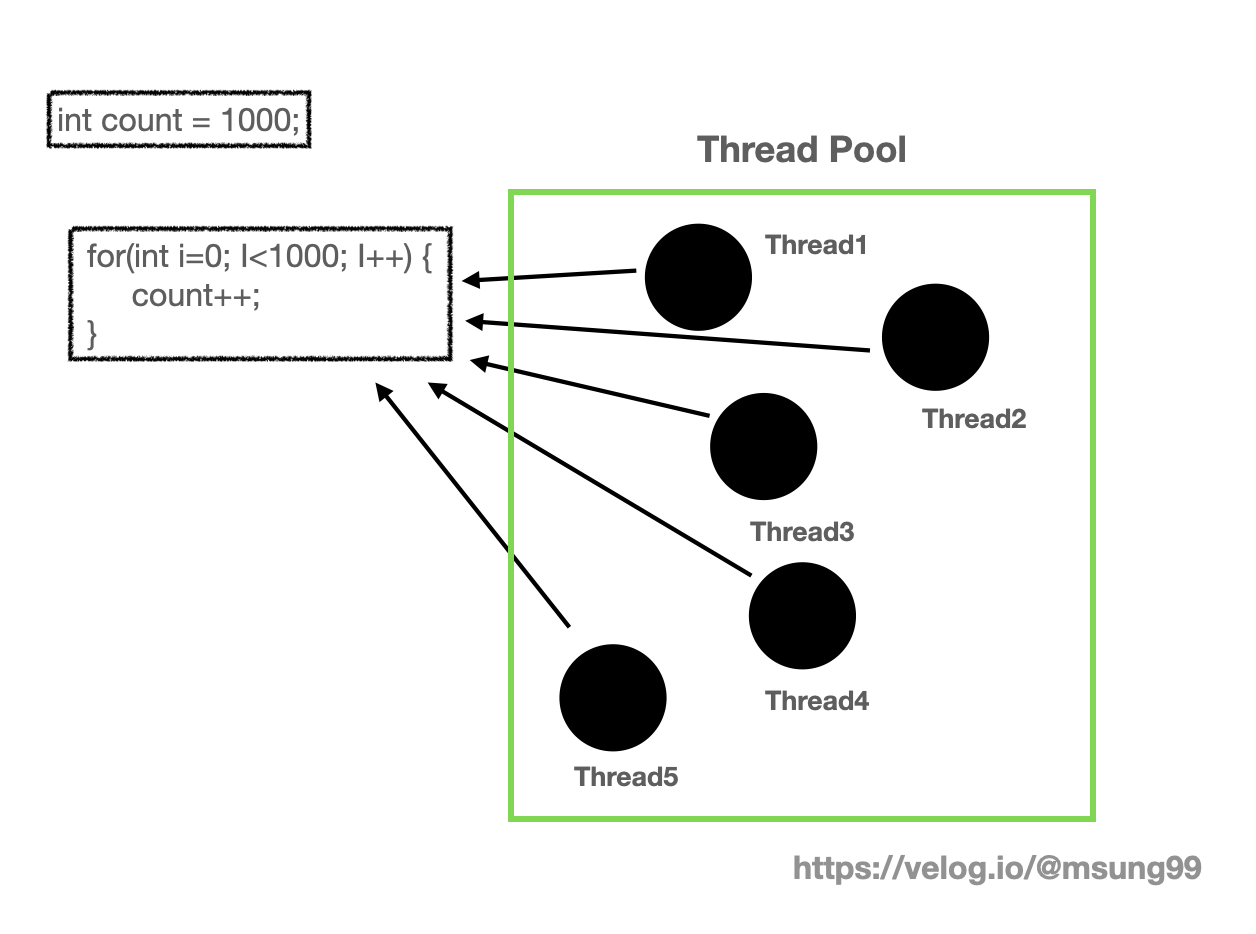 int count = 1000;
Thread Pool
for(int i=0; I<1000; I++) {
count++;
}
Thread1
Thread2
Thread3
Thread4
Thread5
https://velog.io/@msung99